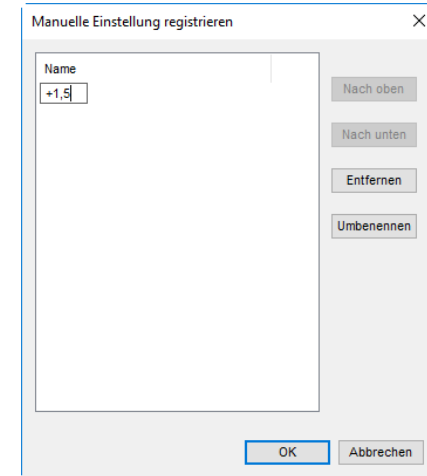 Manuelle Einstellung registrieren
Name
+1,5
Nach oben
Nach unten
Entfernen
Umbenennen
OK
Abbrechen